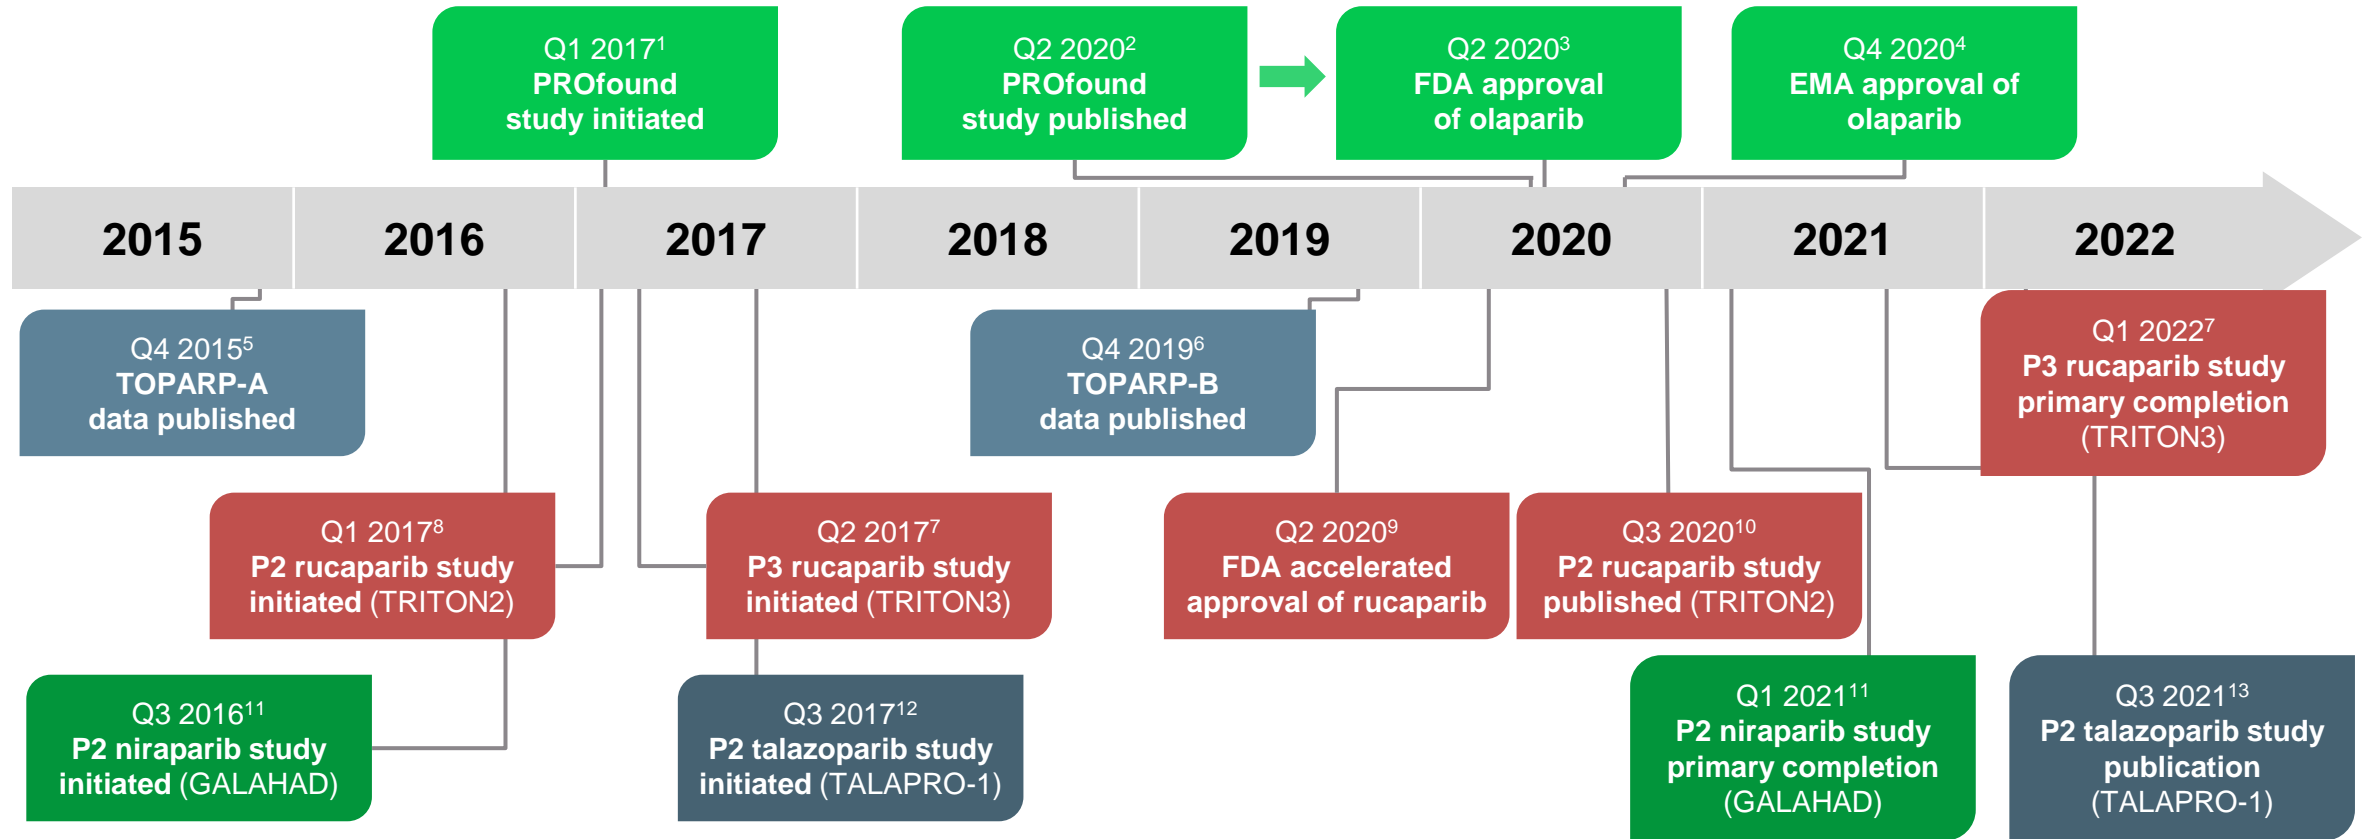 Q1 2017¹
PROfound
study initiated
Q2 2020²
PROfound
study published
Q2 2020³
FDA approval
of olaparib
Q4 2020⁴
EMA approval of
olaparib
2015
2016
2017
2018
2019
2020
2021
2022
Q4 2015⁵
TOPARP-A
data published
Q4 2019⁶
TOPARP-B
data published
Q1 2022⁷
P3 rucaparib study
primary completion
(TRITON3)
Q1 2017⁸
P2 rucaparib study
initiated (TRITON2)
Q2 2017⁷
P3 rucaparib study
initiated (TRITON3)
Q2 2020⁹
FDA accelerated
approval of rucaparib
Q3 2020¹⁰
P2 rucaparib study
published (TRITON2)
Q3 2016¹¹
P2 niraparib study
initiated (GALAHAD)
Q3 2017¹²
P2 talazoparib study
initiated (TALAPRO-1)
Q1 2021¹¹
P2 niraparib study
primary completion
(GALAHAD)
Q3 2021¹³
P2 talazoparib study
publication
(TALAPRO-1)